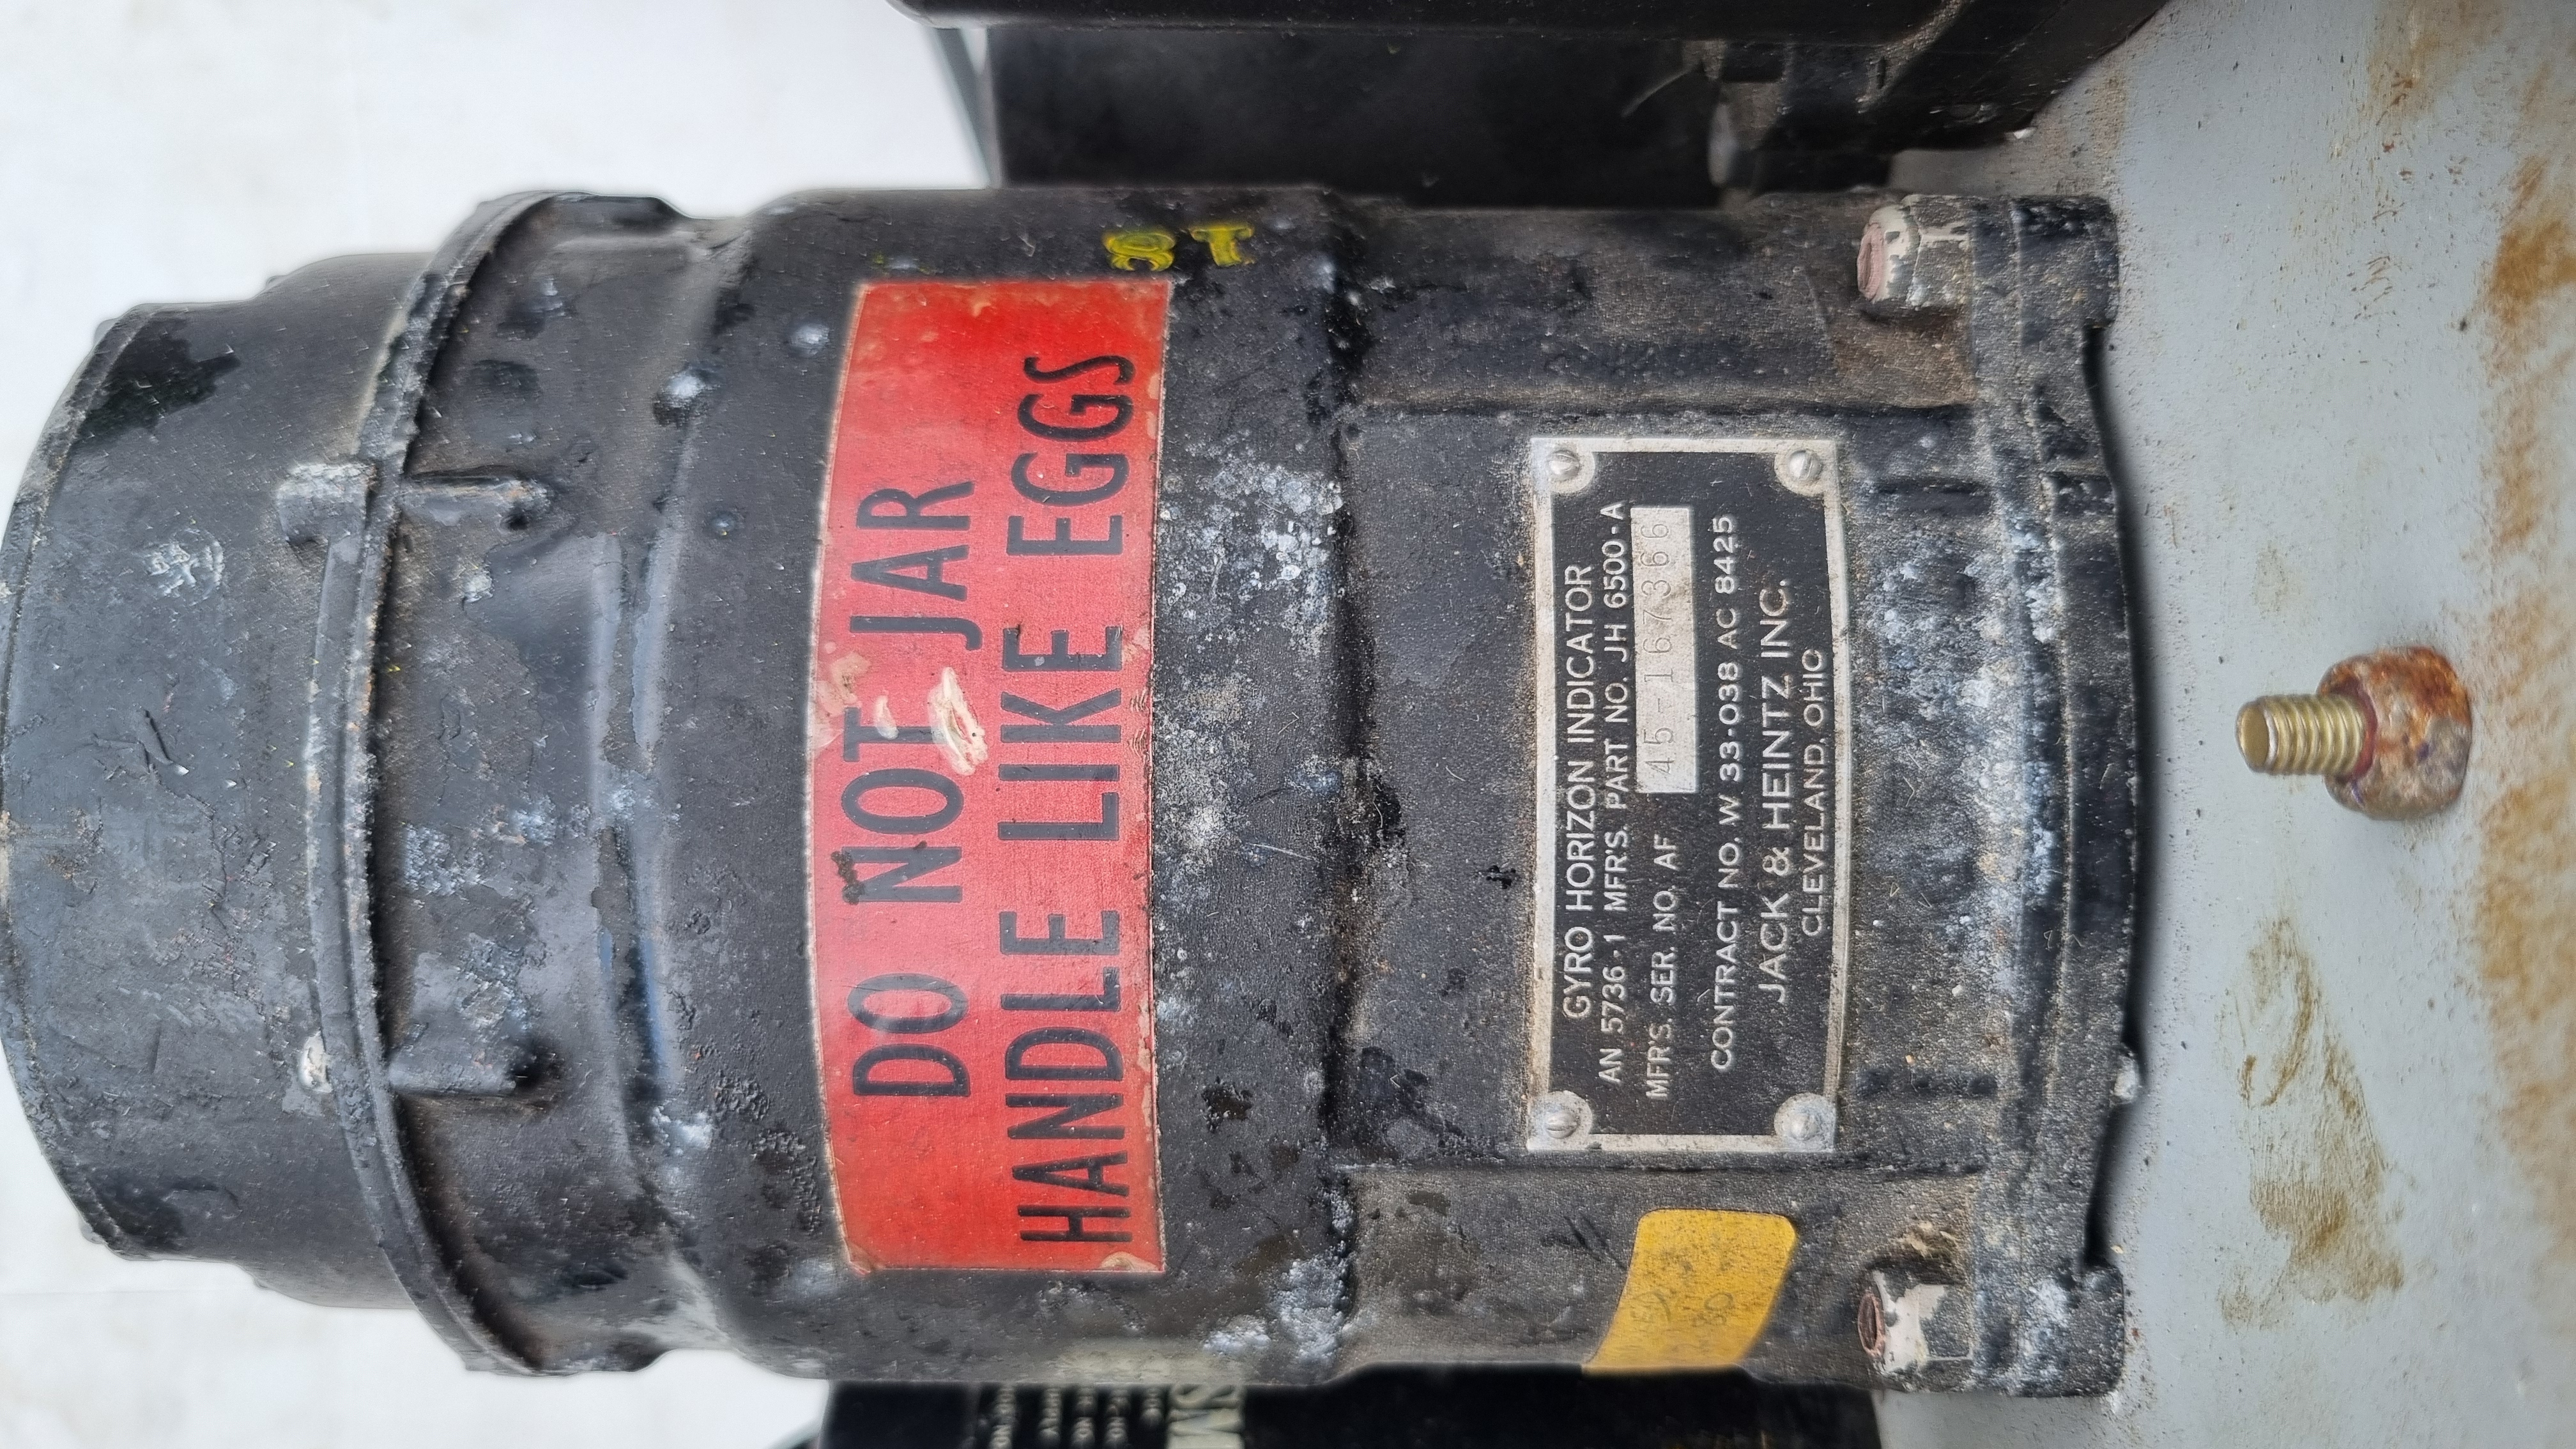 DO NOT JAR
HANDLE LIKE EGGS
GYRO HORIZON INDICATOR
AN 5736-1 MFR'S. PART NO. JH 6500-A
MFR'S. SER. NO. AF 45-167366
CONTRACT NO. W 33-038 AC 8425
JACK & HEINTZ INC.
CLEVELAND, OHIO